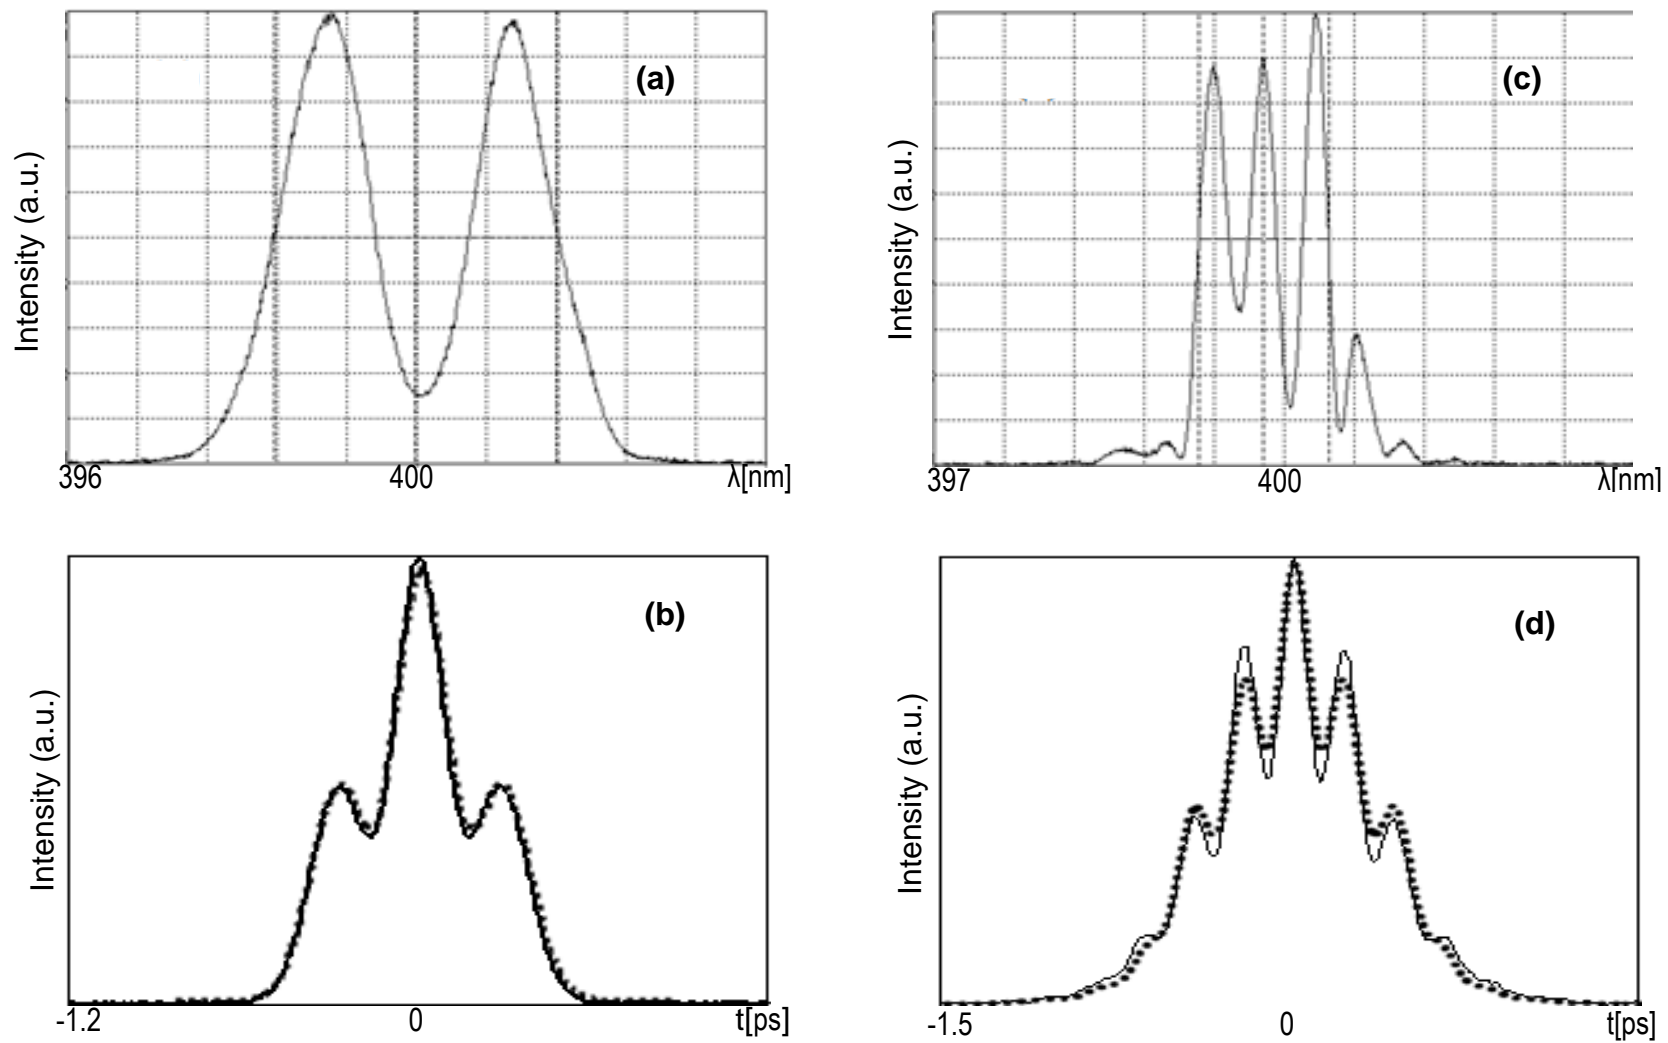 (a)
Intensity (a.u.)
396
400
λ[nm]
(c)
Intensity (a.u.)
397
400
λ[nm]
(b)
Intensity (a.u.)
-1.2
0
t[ps]
(d)
Intensity (a.u.)
-1.5
0
t[ps]